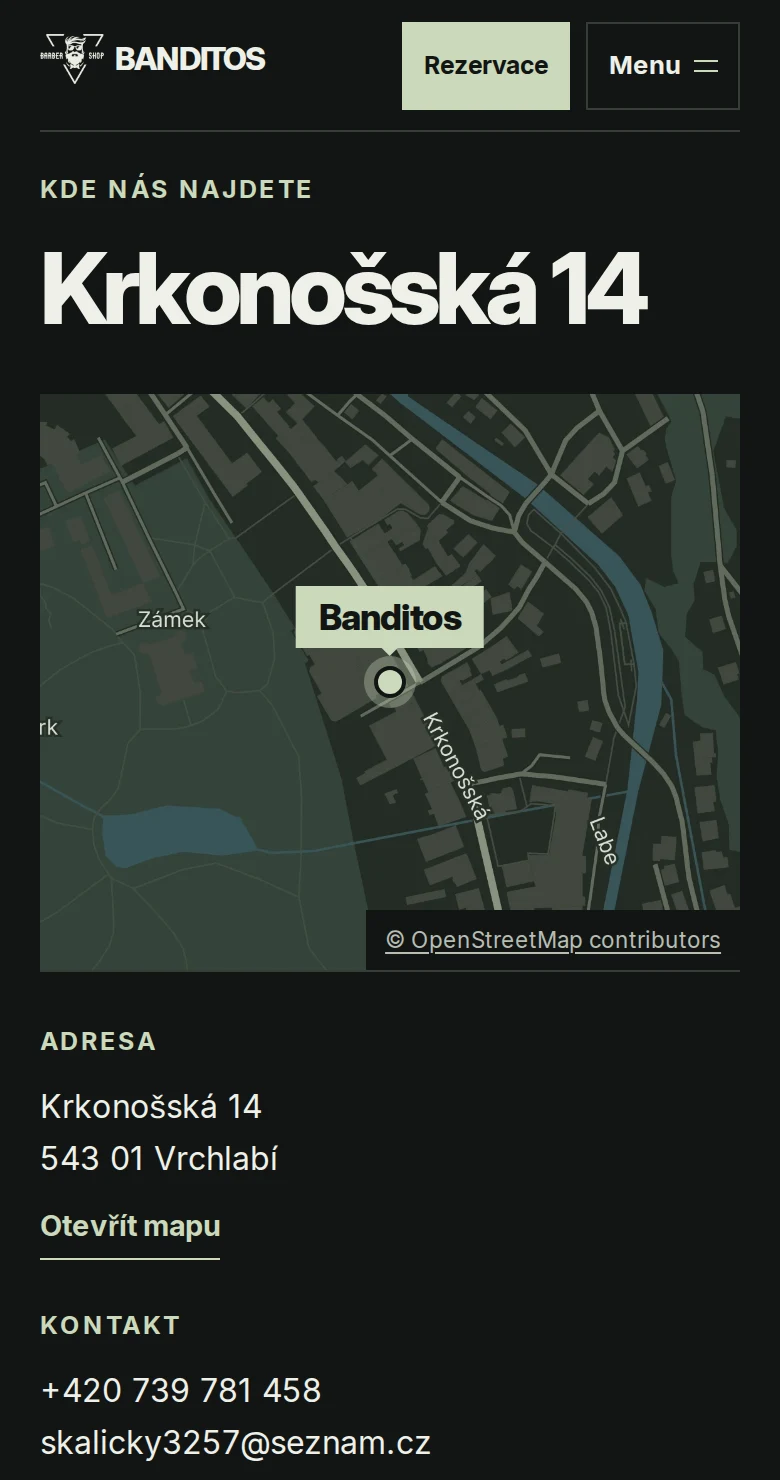 BARBER SHOP
BANDITOS
Rezervace
Menu
KDE NÁS NAJDETE
Krkonošská 14
Zámek
Banditos
rk
Krkonošská
Labe
© OpenStreetMap contributors
ADRESA
Krkonošská 14
543 01 Vrchlabí
Otevřít mapu
KONTAKT
+420 739 781 458
skalicky3257@seznam.cz